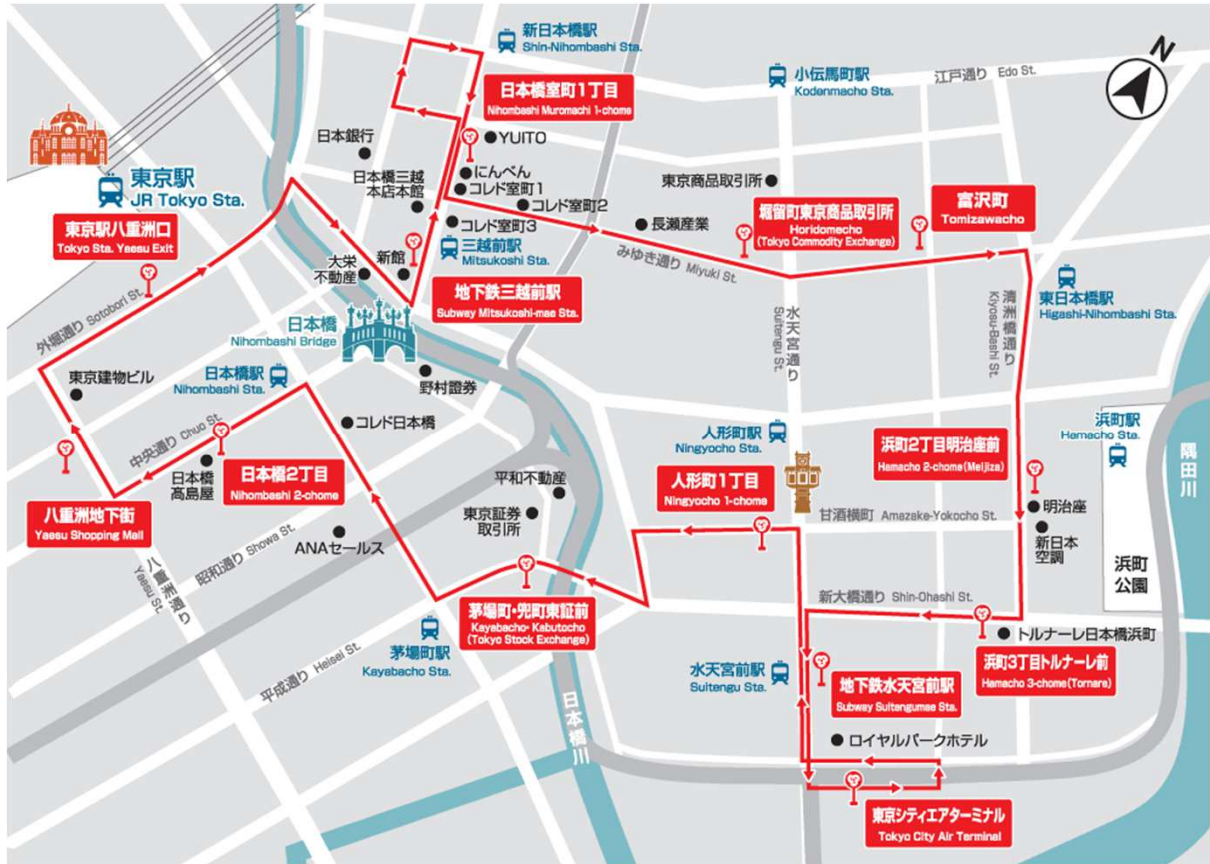 新日本橋駅
Shin-Nihombashi Sta.
N
小伝馬町駅
Kodenmacho Sta.
江戸通り Edo St.
日本橋室町1丁目
Nihombashi Muromachi 1-chome
日本銀行
YUITO
日本橋三越
本店本館
にんべん
コレド室町1
コレド室町2
コレド室町3
東京商品取引所
長瀬産業
堀留町東京商品取引所
Horidomecho
(Tokyo Commodity Exchange)
富沢町
Tomizawacho
東京駅
JR Tokyo Sta.
東京駅八重洲口
Tokyo Sta. Yaesu Exit
三越前駅
Mitsukoshi Sta.
大栄
不動産
新館
地下鉄三越前駅
Subway Mitsukoshi-mae Sta.
みゆき通り Miyuki St.
東日本橋駅
Higashi-Nihombashi Sta.
清洲橋通り
Kiyosu-Bashi St.
水天宮通り
Suitengu St.
外堀通り Sotobori St.
日本橋
Nihombashi Bridge
東京建物ビル
日本橋駅
Nihombashi Sta.
野村證券
コレド日本橋
中央通り Chuo St.
日本橋
髙島屋
日本橋2丁目
Nihombashi 2-chome
八重洲地下街
Yaesu Shopping Mall
人形町駅
Ningyocho Sta.
人形町1丁目
Ningyocho 1-chome
浜町2丁目明治座前
Hamacho 2-chome(Meijiza)
浜町駅
Hamacho Sta.
隅田川
平和不動産
東京証券
取引所
甘酒横町 Amazake-Yokocho St.
明治座
新日本
空調
浜町
公園
ANAセールス
昭和通り Showa St.
八重洲通り
Yaesu St.
新大橋通り Shin-Ohashi St.
茅場町・兜町東証前
Kayabacho・Kabutocho
(Tokyo Stock Exchange)
茅場町駅
Kayabacho Sta.
平成通り Heisei St.
トルナーレ日本橋浜町
浜町3丁目トルナーレ前
Hamacho 3-chome(Tornare)
水天宮前駅
Suitengu Sta.
地下鉄水天宮前駅
Subway Suitengumae Sta.
日本橋川
ロイヤルパークホテル
東京シティエアターミナル
Tokyo City Air Terminal